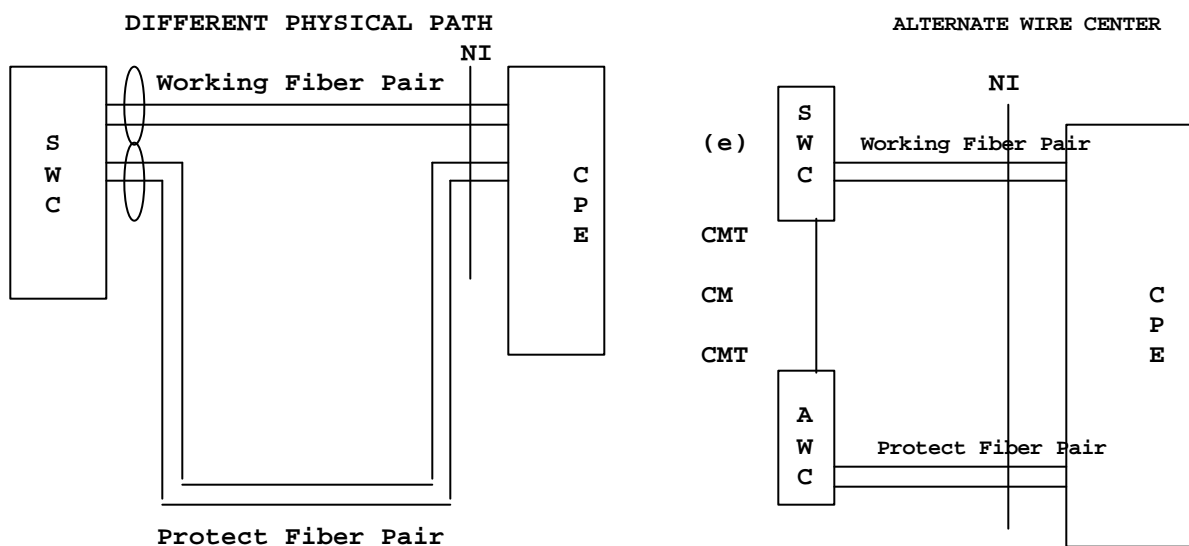 DIFFERENT PHYSICAL PATH
NI
Working Fiber Pair
S
W
C
C
P
E
Protect Fiber Pair
ALTERNATE WIRE CENTER
NI
S
W
C
(e)
Working Fiber Pair
CMT
CM
CMT
C
P
E
A
W
C
Protect Fiber Pair